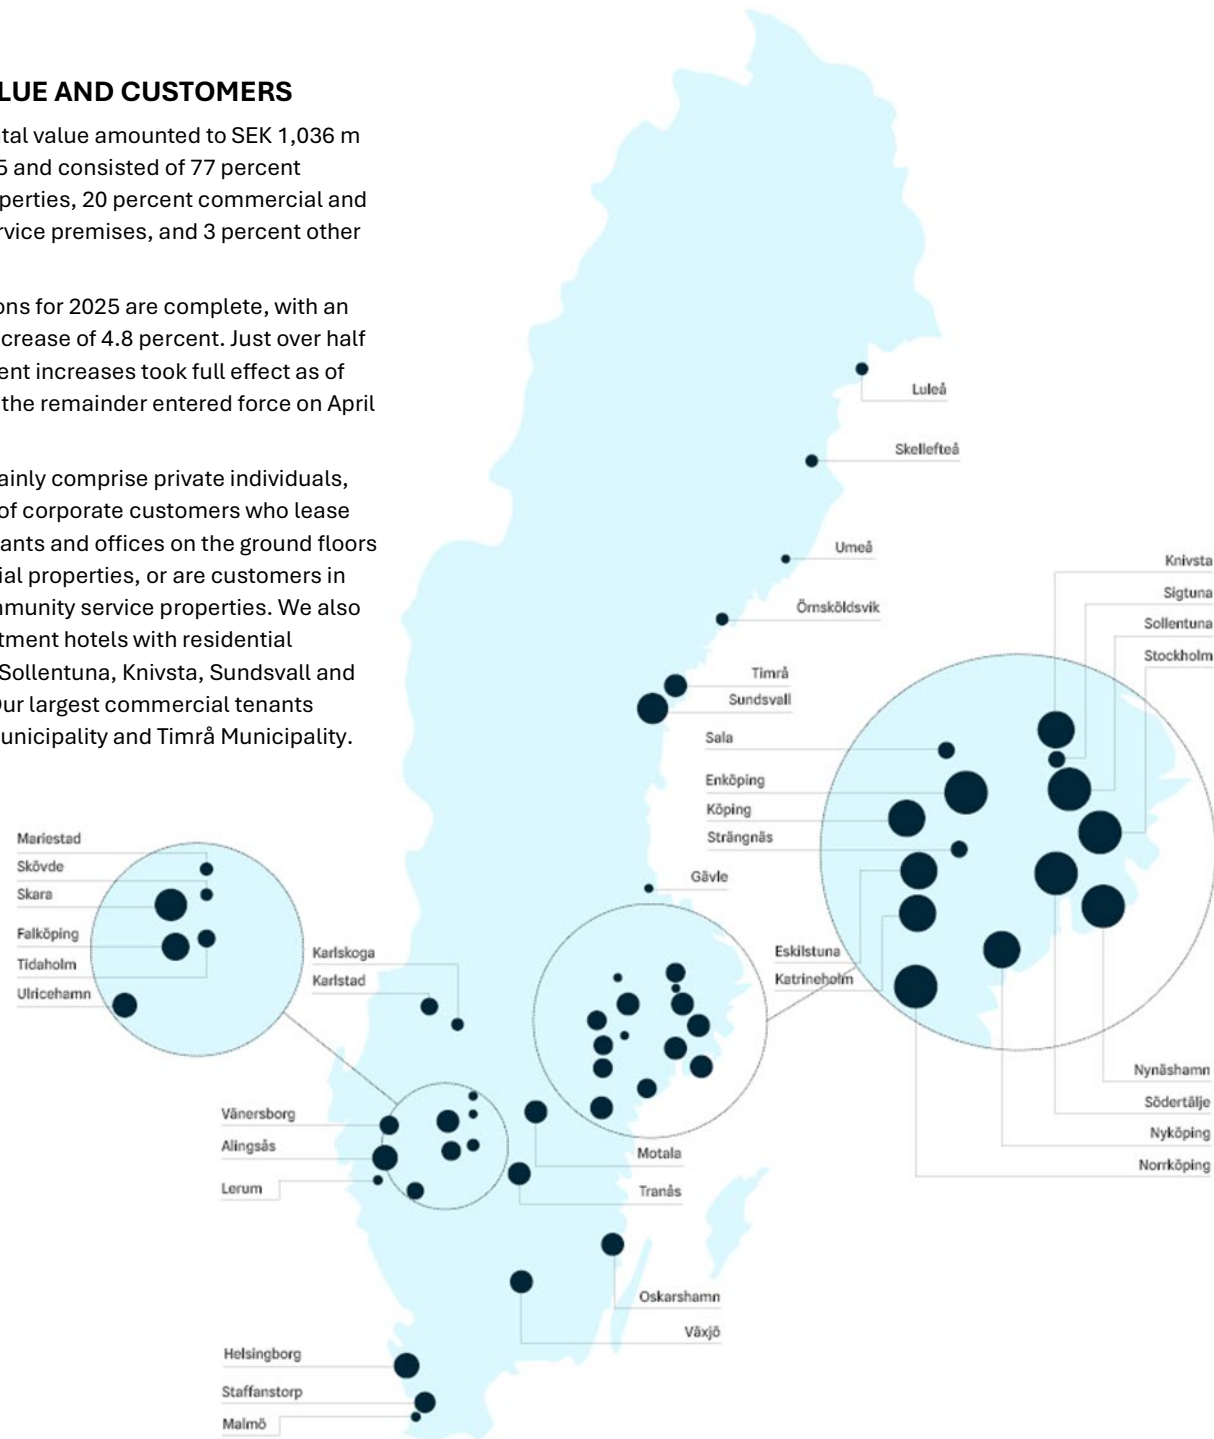 LUE AND CUSTOMERS
ntal value amounted to SEK 1,036 m
5 and consisted of 77 percent
perties, 20 percent commercial and
rvice premises, and 3 percent other
ons for 2025 are complete, with an
crease of 4.8 percent. Just over half
ent increases took full effect as of
the remainder entered force on April
ainly comprise private individuals,
of corporate customers who lease
ants and offices on the ground floors
ial properties, or are customers in
mmunity service properties. We also
tment hotels with residential
Sollentuna, Knivsta, Sundsvall and
Our largest commercial tenants
unicipality and Timrå Municipality.
Luleå
Skellefteå
Umeå
Örnsköldsvik
Timrå
Sundsvall
Knivsta
Sigtuna
Sollentuna
Stockholm
Sala
Enköping
Köping
Strängnäs
Gävle
Eskilstuna
Katrineholm
Nynäshamn
Södertälje
Nyköping
Norrköping
Mariestad
Skövde
Skara
Falköping
Tidaholm
Ulricehamn
Karlskoga
Karlstad
Vänersborg
Alingsås
Lerum
Motala
Tranås
Oskarshamn
Växjö
Helsingborg
Staffanstorp
Malmö